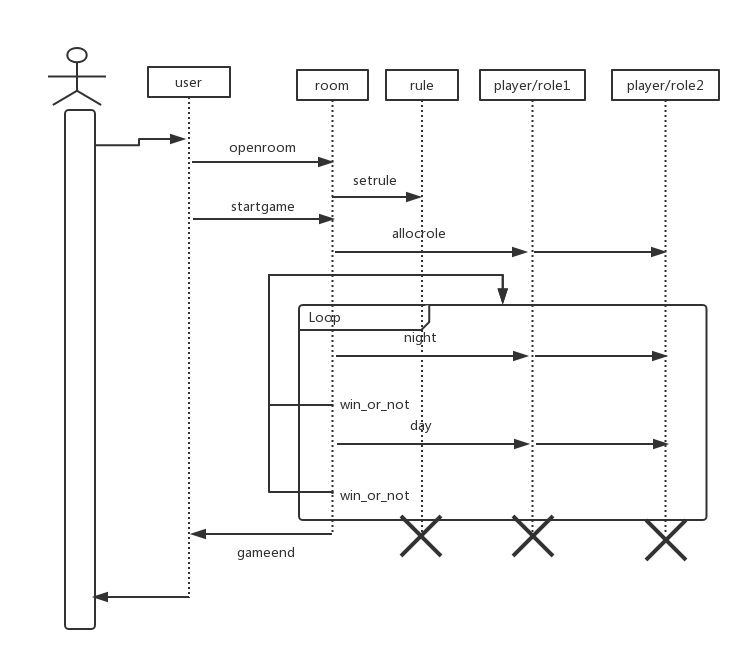 user
room
rule
player/role1
player/role2
openroom
setrule
startgame
allocrole
Loop
night
win_or_not
day
win_or_not
gameend